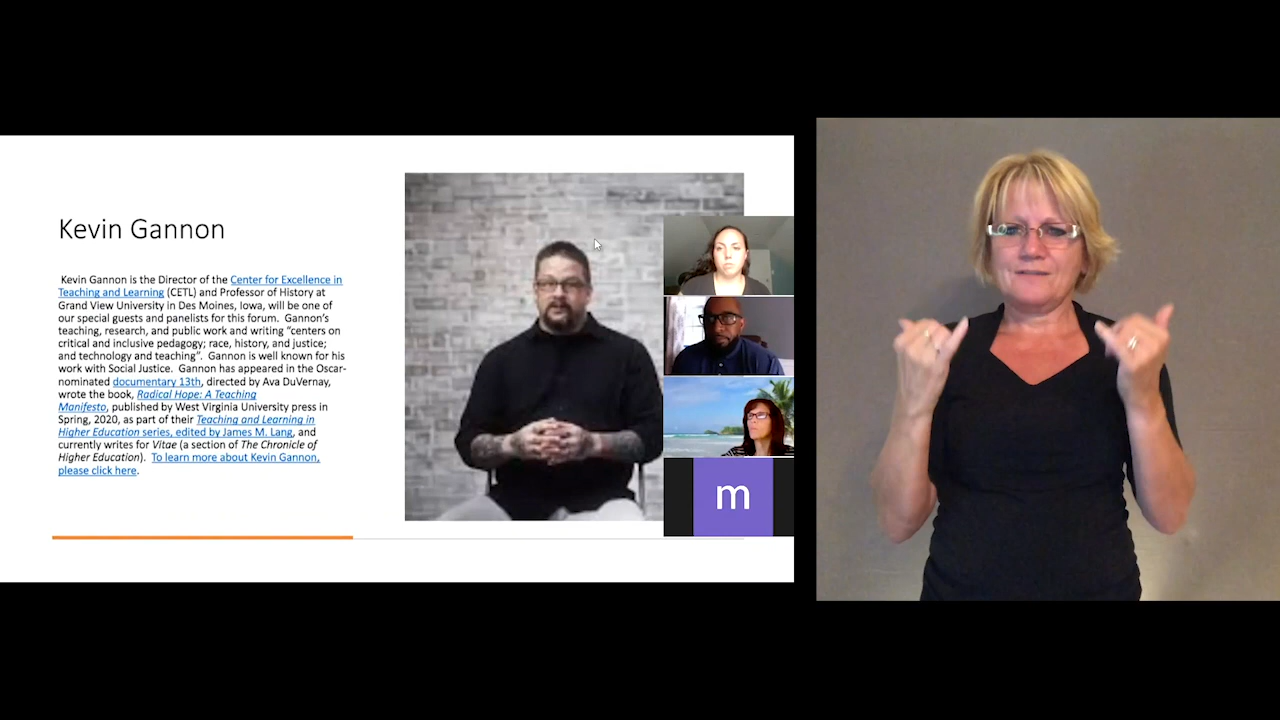 Kevin Gannon
Kevin Gannon is the Director of the Center for Excellence in
Teaching and Learning (CETL) and Professor of History at
Grand View University in Des Moines, Iowa, will be one of
our special guests and panelists for this forum. Gannon's
teaching, research, and public work and writing "centers on
critical and inclusive pedagogy; race, history, and justice;
and technology and teaching". Gannon is well known for his
work with Social Justice. Gannon has appeared in the Oscar-
nominated documentary 13th, directed by Ava DuVernay,
wrote the book, Radical Hope: A Teaching
Manifesto, published by West Virginia University press in
Spring, 2020, as part of their Teaching and Learning in
Higher Education series, edited by James M. Lang, and
currently writes for Vitae (a section of The Chronicle of
Higher Education). To learn more about Kevin Gannon,
please click here.
m